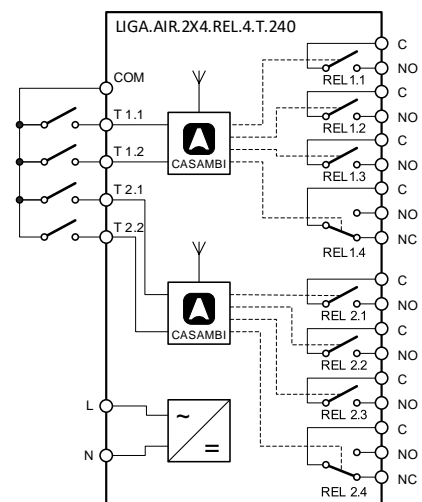 LIGA.AIR.2X4.REL.4.T.240
COM
T 1.1
T 1.2
T 2.1
T 2.2
L
N
CASAMBI
CASAMBI
~
=
C
NO
REL 1.1
C
NO
REL 1.2
C
NO
REL 1.3
C
NO
NC
REL 1.4
C
NO
REL 2.1
C
NO
REL 2.2
C
NO
REL 2.3
C
NO
NC
REL 2.4